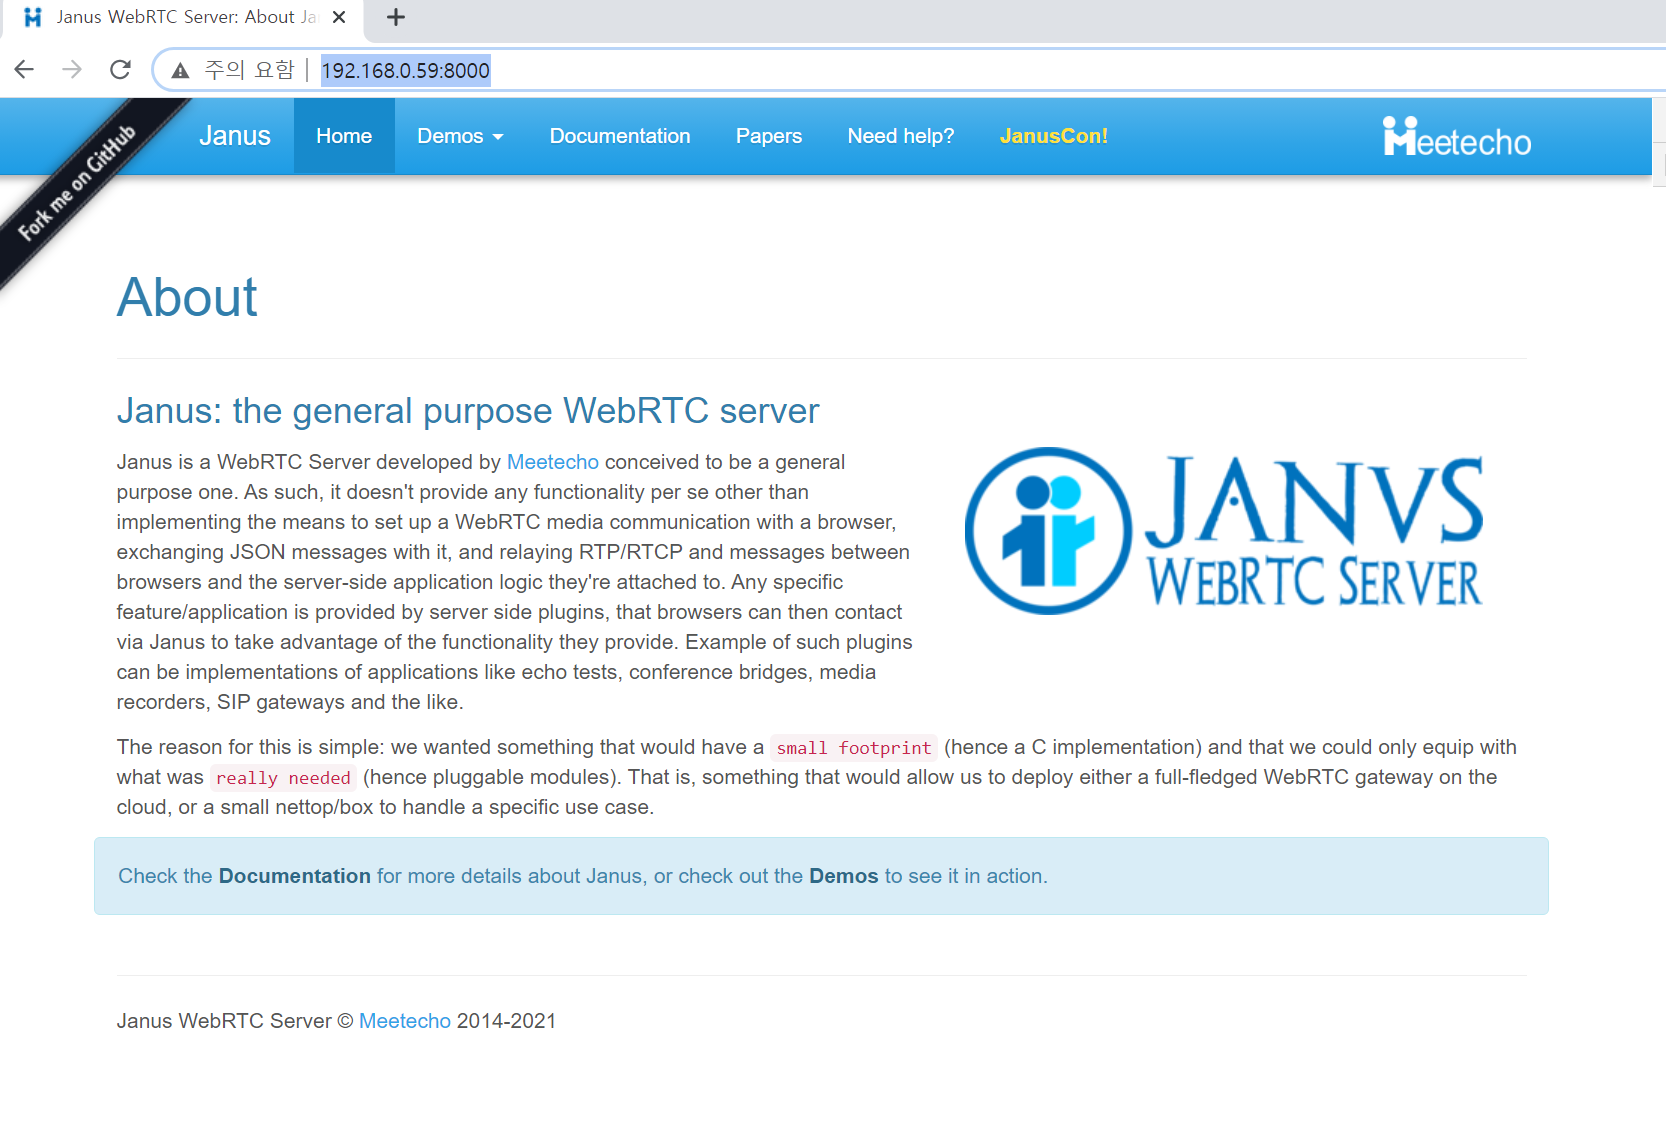 Janus WebRTC Server: About Ja
주의 요함 | 192.168.0.59:8000
Fork me on GitHub
Janus Home Demos Documentation Papers Need help? JanusCon! Meetecho
About
Janus: the general purpose WebRTC server
Janus is a WebRTC Server developed by Meetecho conceived to be a general
purpose one. As such, it doesn't provide any functionality per se other than
implementing the means to set up a WebRTC media communication with a browser,
exchanging JSON messages with it, and relaying RTP/RTCP and messages between
browsers and the server-side application logic they're attached to. Any specific
feature/application is provided by server side plugins, that browsers can then contact
via Janus to take advantage of the functionality they provide. Example of such plugins
can be implementations of applications like echo tests, conference bridges, media
recorders, SIP gateways and the like.
JANVS
WEBRTC SERVER
The reason for this is simple: we wanted something that would have a small footprint (hence a C implementation) and that we could only equip with
what was really needed (hence pluggable modules). That is, something that would allow us to deploy either a full-fledged WebRTC gateway on the
cloud, or a small nettop/box to handle a specific use case.
Check the Documentation for more details about Janus, or check out the Demos to see it in action.
Janus WebRTC Server © Meetecho 2014-2021